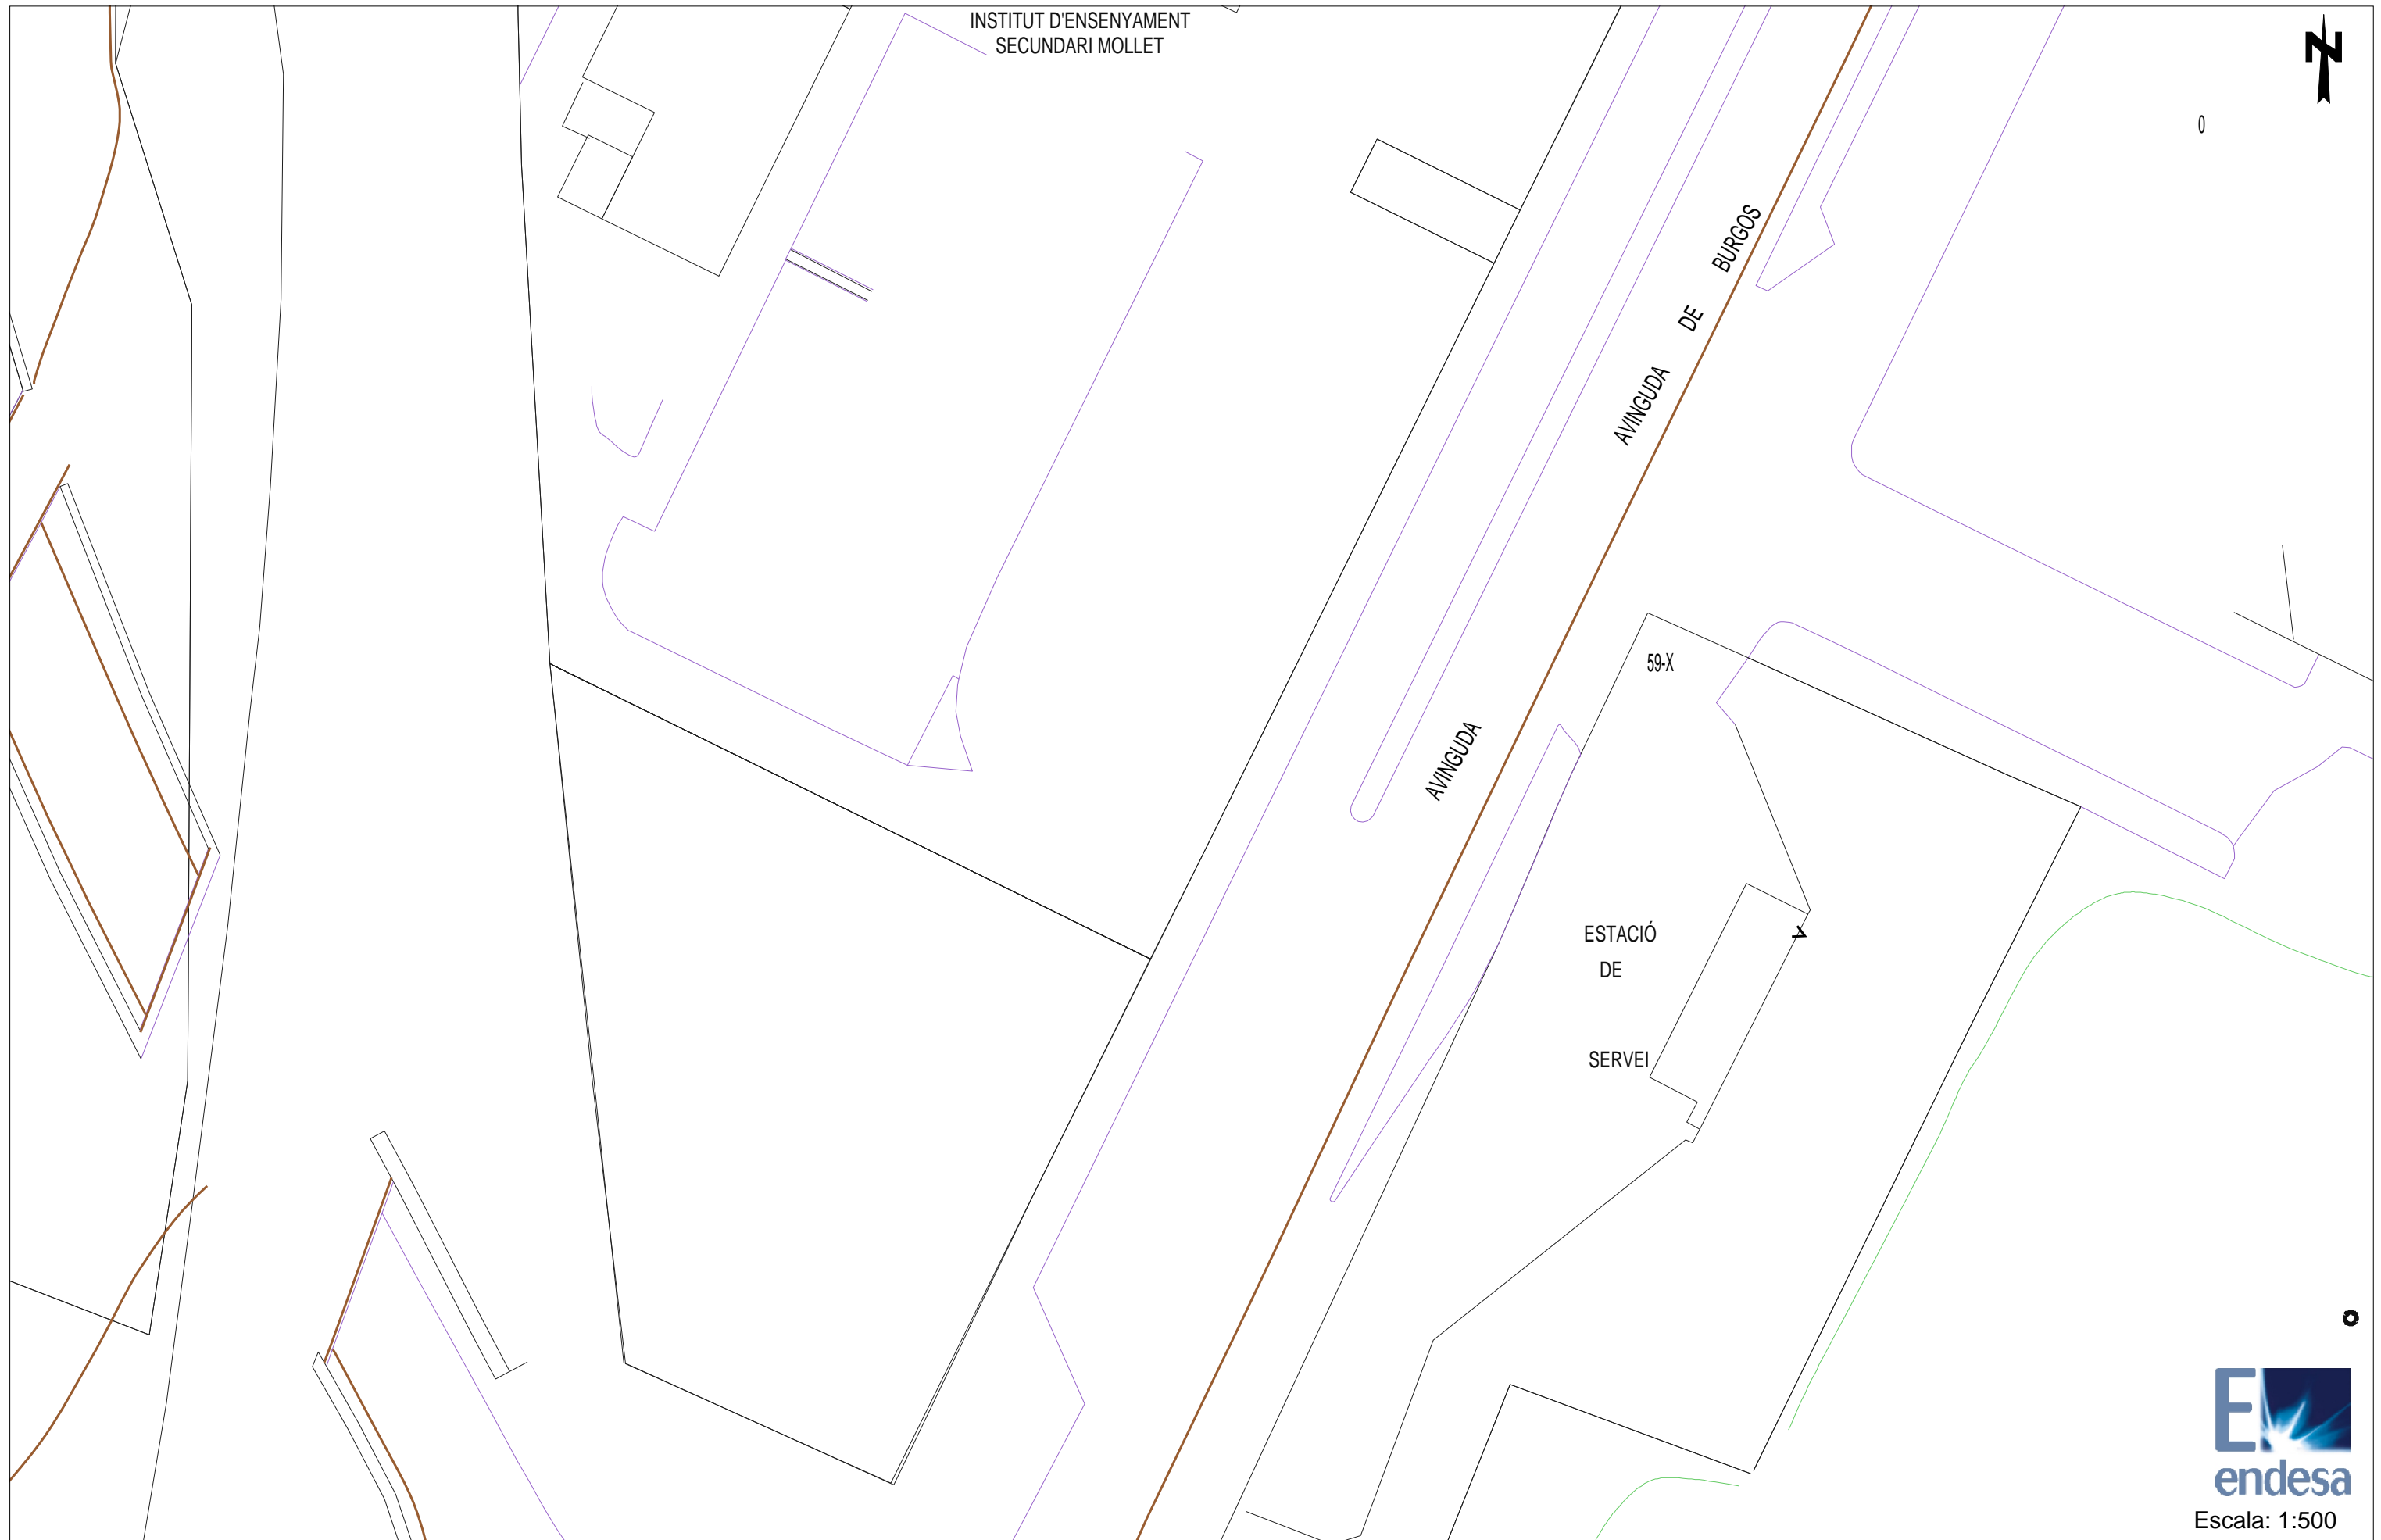 INSTITUT D'ENSENYAMENT
SECUNDARI MOLLET
N
0
AVINGUDA DE BURGOS
59-X
AVINGUDA
ESTACIÓ
DE
SERVEI
E
endesa
Escala: 1:500